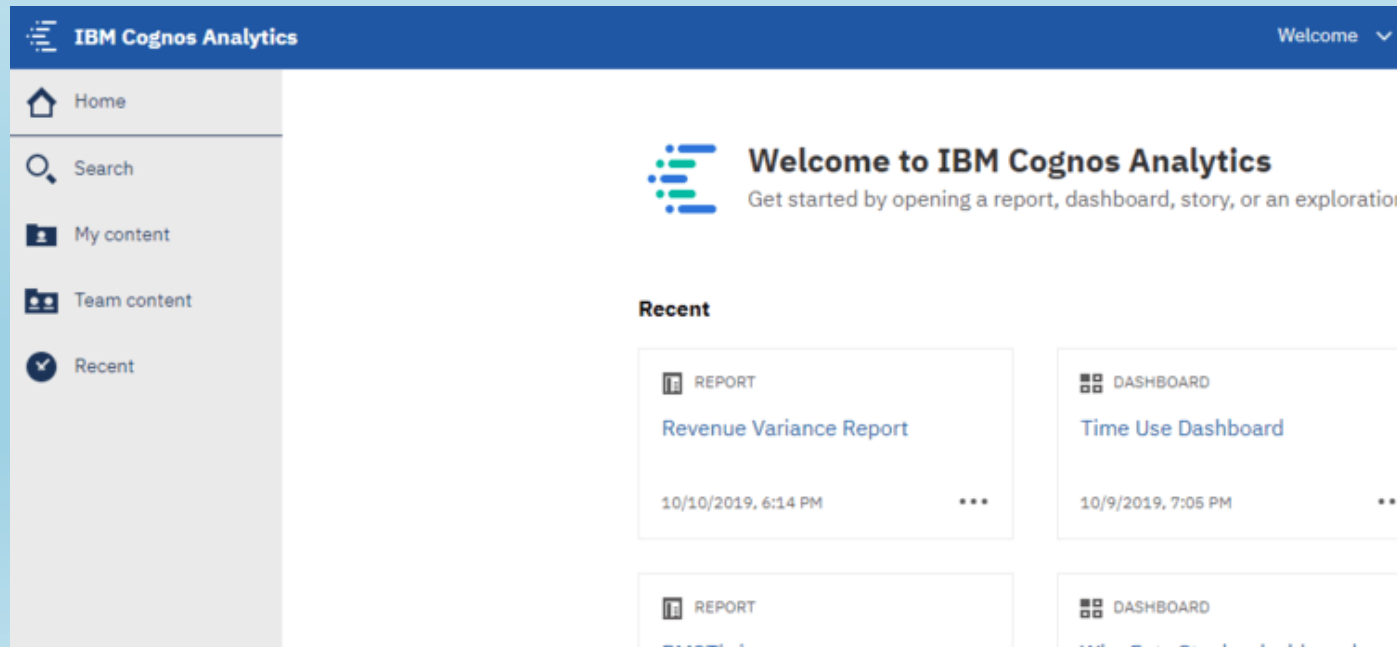 IBM Cognos Analytics
Welcome
Home
Search
My content
Team content
Recent
Welcome to IBM Cognos Analytics
Get started by opening a report, dashboard, story, or an exploration
Recent
REPORT
Revenue Variance Report
10/10/2019, 6:14 PM
DASHBOARD
Time Use Dashboard
10/9/2019, 7:05 PM
REPORT
DASHBOARD